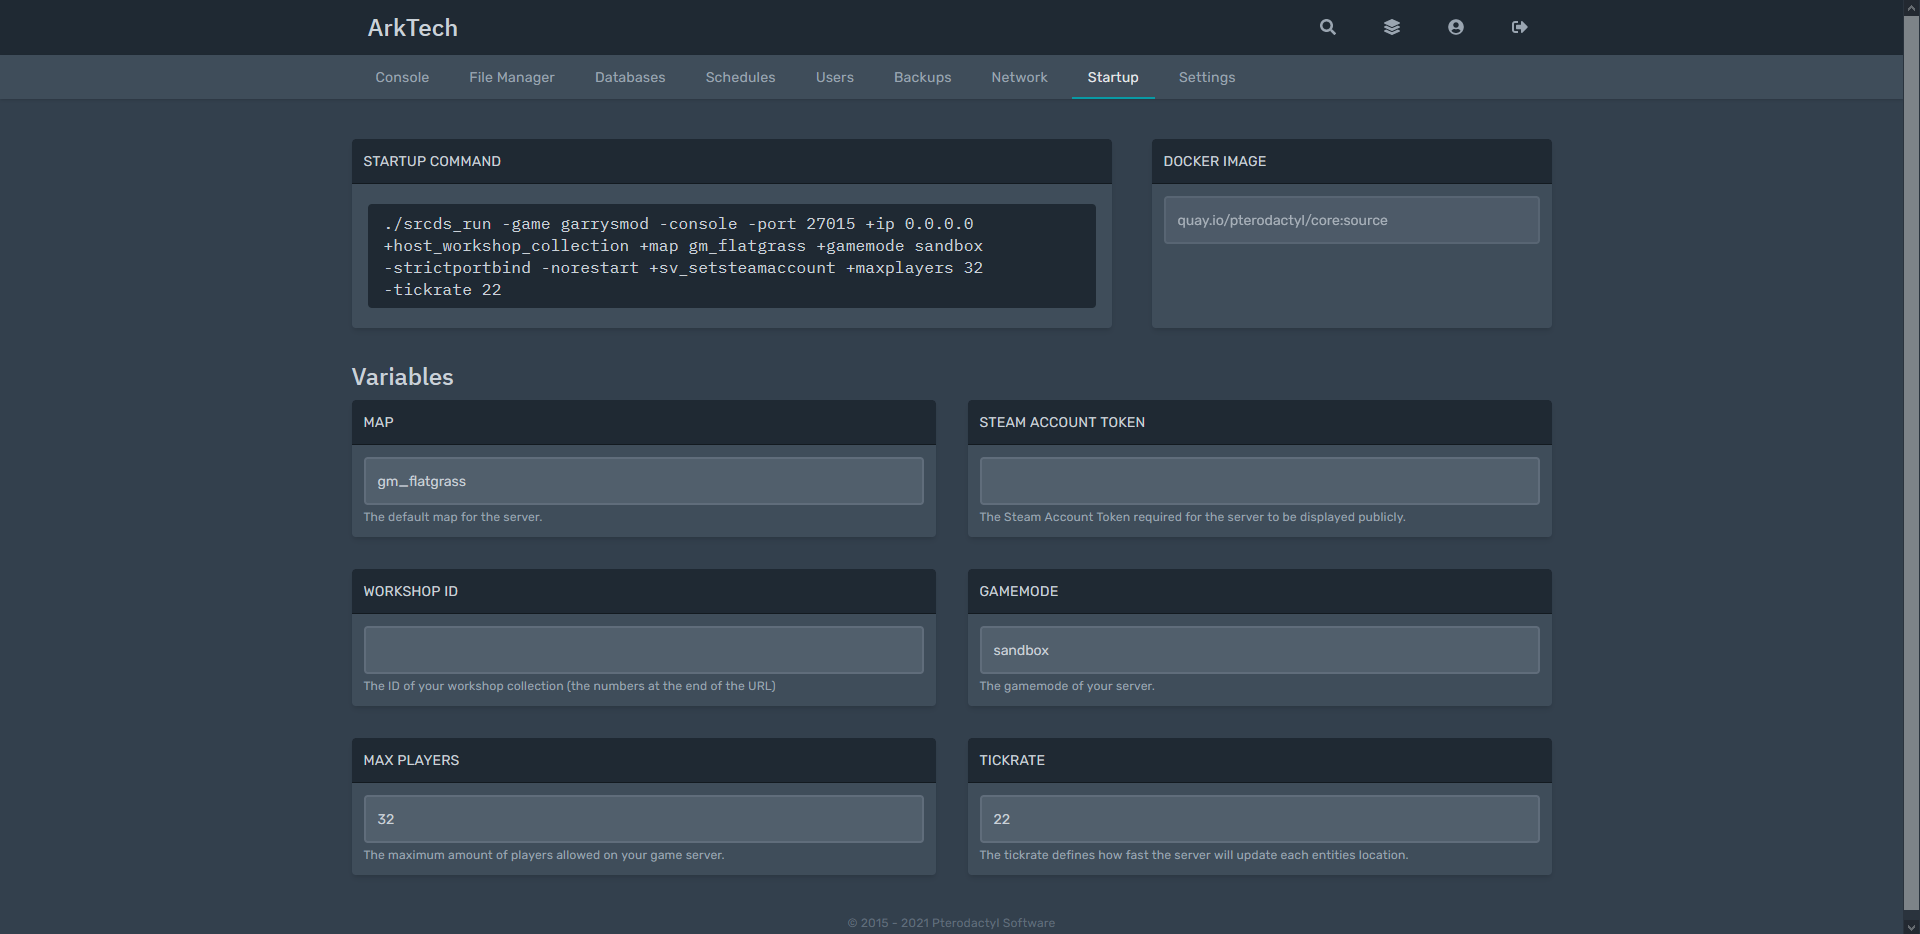 ArkTech
Console File Manager Databases Schedules Users Backups Network Startup Settings
STARTUP COMMAND
./srcds_run -game garrysmod -console -port 27015 +ip 0.0.0.0
+host_workshop_collection +map gm_flatgrass +gamemode sandbox
-strictportbind -norestart +sv_setsteamaccount +maxplayers 32
-tickrate 22
DOCKER IMAGE
quay.io/pterodactyl/core:source
Variables
MAP
gm_flatgrass
The default map for the server.
STEAM ACCOUNT TOKEN
The Steam Account Token required for the server to be displayed publicly.
WORKSHOP ID
The ID of your workshop collection (the numbers at the end of the URL)
GAMEMODE
sandbox
The gamemode of your server.
MAX PLAYERS
32
The maximum amount of players allowed on your game server.
TICKRATE
22
The tickrate defines how fast the server will update each entities location.
© 2015 - 2021 Pterodactyl Software